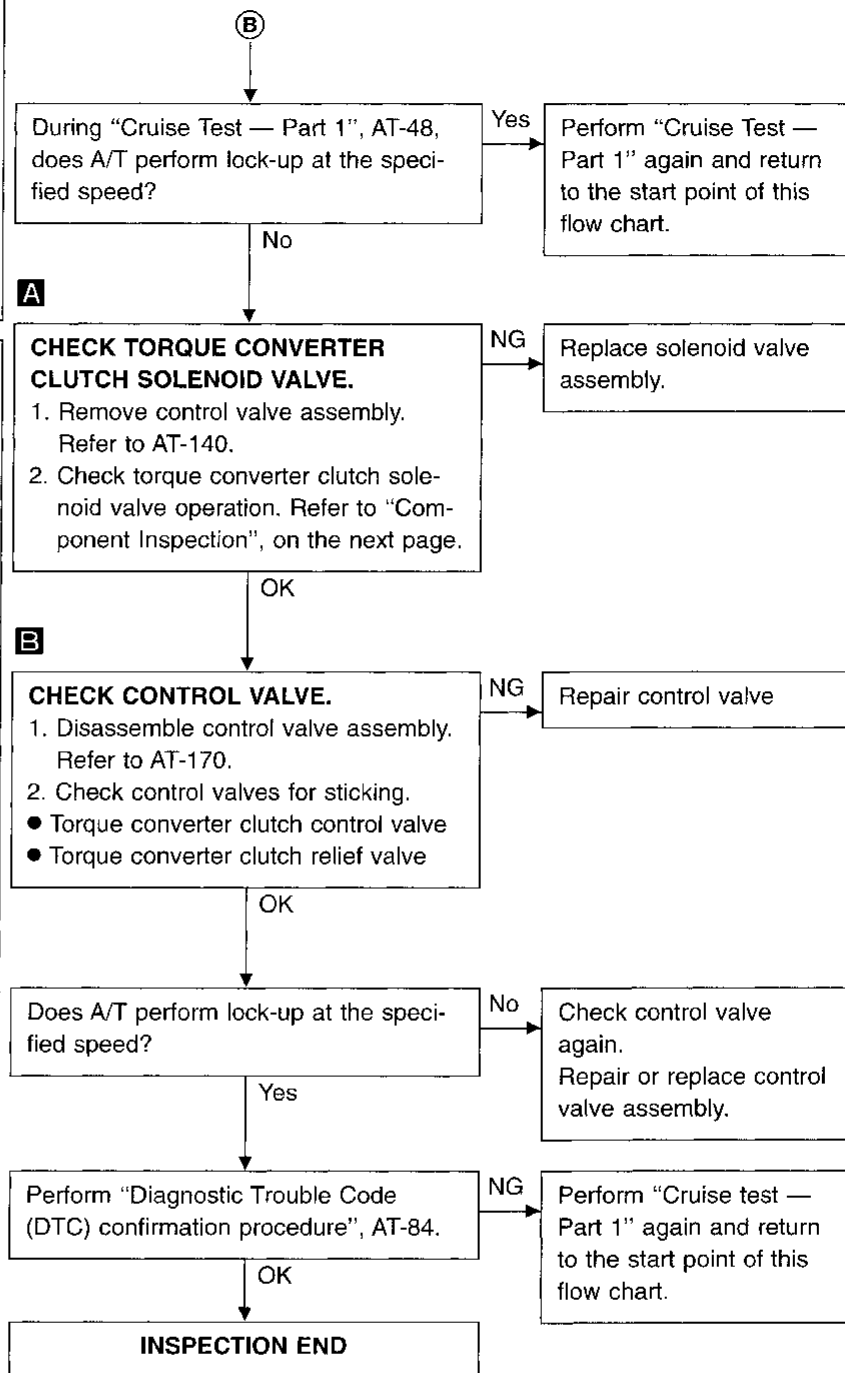 B
During “Cruise Test — Part 1”, AT-48,
does A/T perform lock-up at the speci-
fied speed?
Yes
Perform “Cruise Test —
Part 1” again and return
to the start point of this
flow chart.
No
A
CHECK TORQUE CONVERTER
CLUTCH SOLENOID VALVE.
1. Remove control valve assembly.
Refer to AT-140.
2. Check torque converter clutch sole-
noid valve operation. Refer to “Com-
ponent Inspection”, on the next page.
NG
Replace solenoid valve
assembly.
OK
B
CHECK CONTROL VALVE.
1. Disassemble control valve assembly.
Refer to AT-170.
2. Check control valves for sticking.
● Torque converter clutch control valve
● Torque converter clutch relief valve
NG
Repair control valve
OK
Does A/T perform lock-up at the speci-
fied speed?
No
Check control valve
again.
Repair or replace control
valve assembly.
Yes
Perform “Diagnostic Trouble Code
(DTC) confirmation procedure”, AT-84.
NG
Perform “Cruise test —
Part 1” again and return
to the start point of this
flow chart.
OK
INSPECTION END